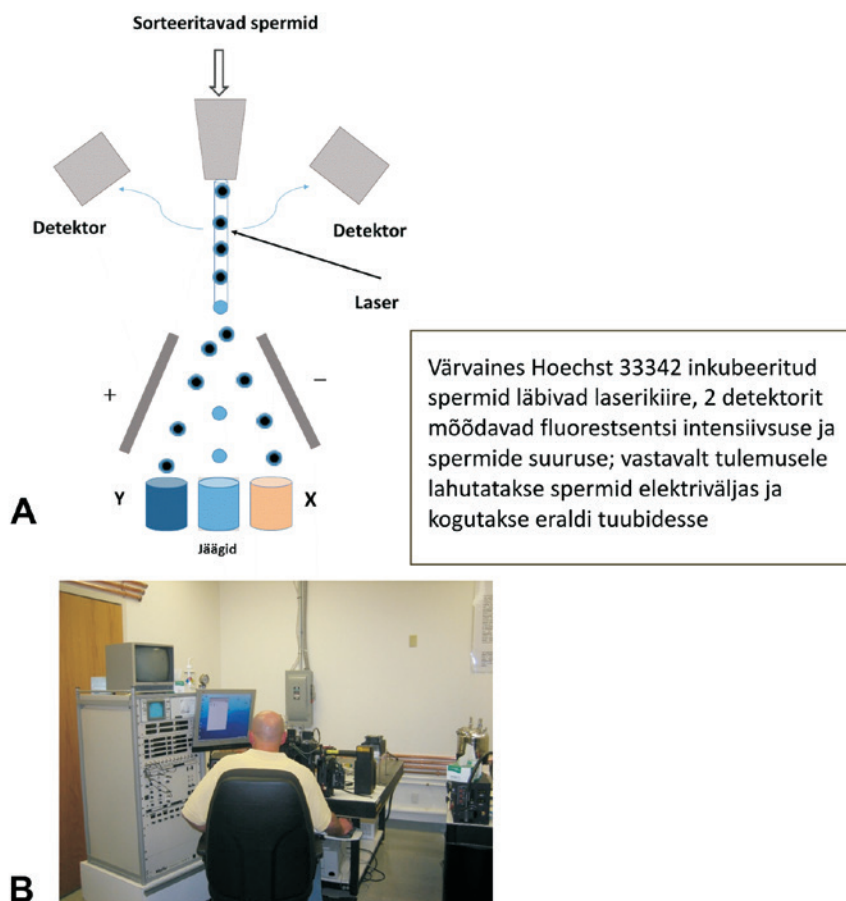 Sorteeritavad spermid
Detektor
Detektor
Laser
+
–
Värvaines Hoechst 33342 inkubeeritud
spermid läbivad laserikiire, 2 detektorit
mõõdavad fluorestsentsi intensiivsuse ja
spermide suuruse; vastavalt tulemusele
lahutatakse spermid elektriväljas ja
kogutakse eraldi tuubidesse
Y
X
A
Jäägid
B